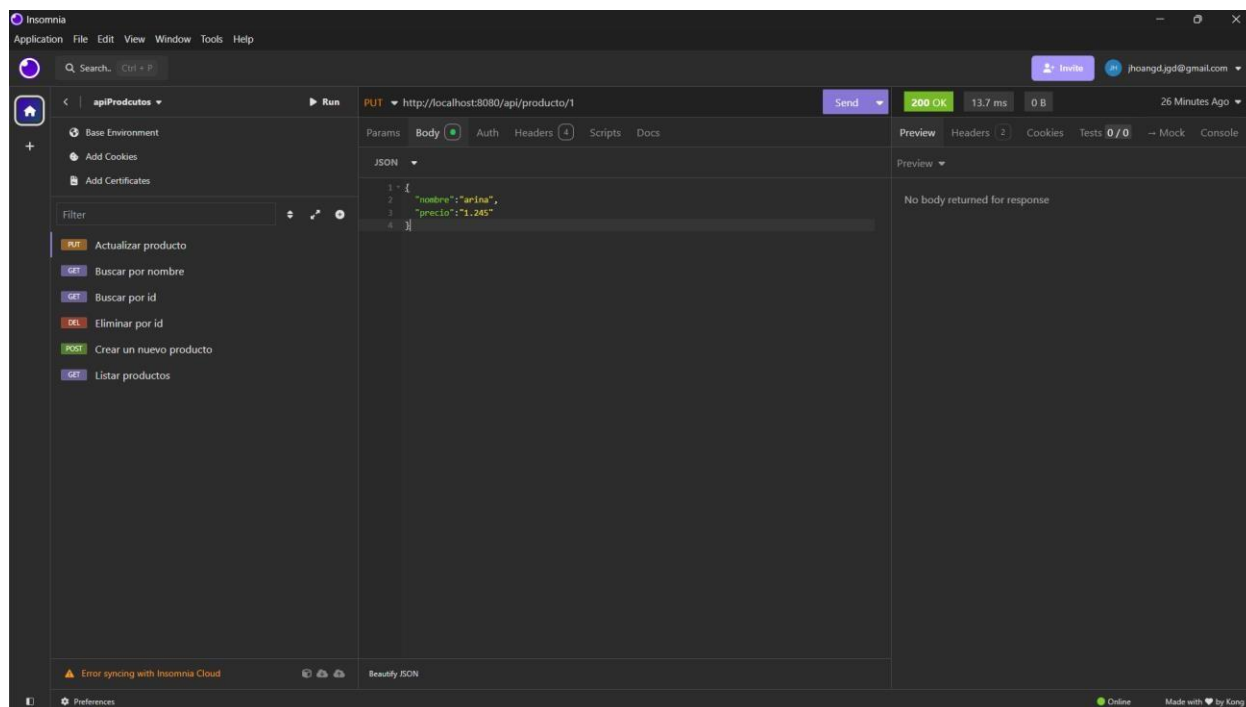 Insomnia
Application File Edit View Window Tools Help
Search.. Ctrl + P
Invite JH jhoangd.jgd@gmail.com
apiProdcutos Run
Base Environment
Add Cookies
Add Certificates
Filter
PUT Actualizar producto
GET Buscar por nombre
GET Buscar por id
DEL Eliminar por id
POST Crear un nuevo producto
GET Listar productos
Error syncing with Insomnia Cloud
Preferences
PUT http://localhost:8080/api/producto/1 Send
Params Body Auth Headers 4 Scripts Docs
JSON
1 {
2 "nombre":"arina",
3 "precio":"1.245"
4 }
Beautify JSON
200 OK 13.7 ms 0 B 26 Minutes Ago
Preview Headers 2 Cookies Tests 0 / 0 → Mock Console
Preview
No body returned for response
Online Made with ♥ by Kong